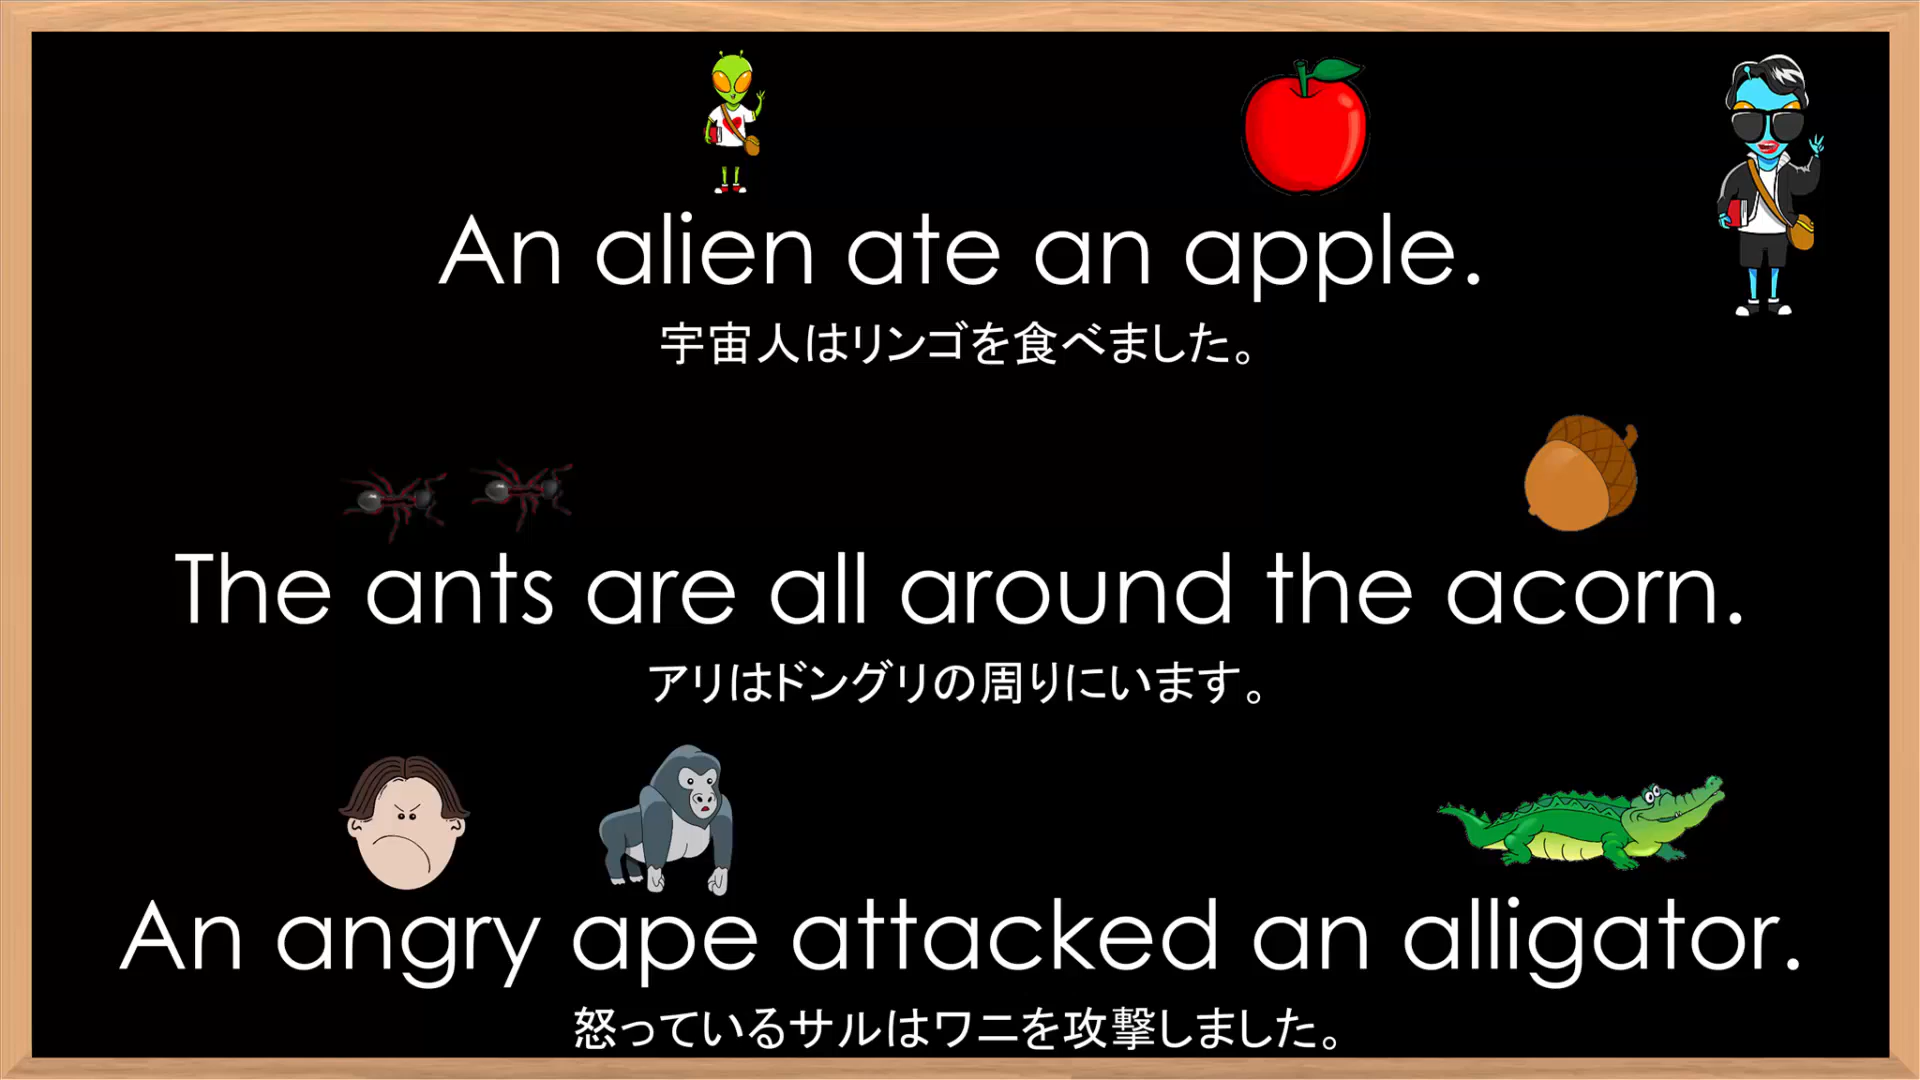 An alien ate an apple.
宇宙人はリンゴを食べました。
The ants are all around the acorn.
アリはドングリの周りにいます。
An angry ape attacked an alligator.
怒っているサルはワニを攻撃しました。